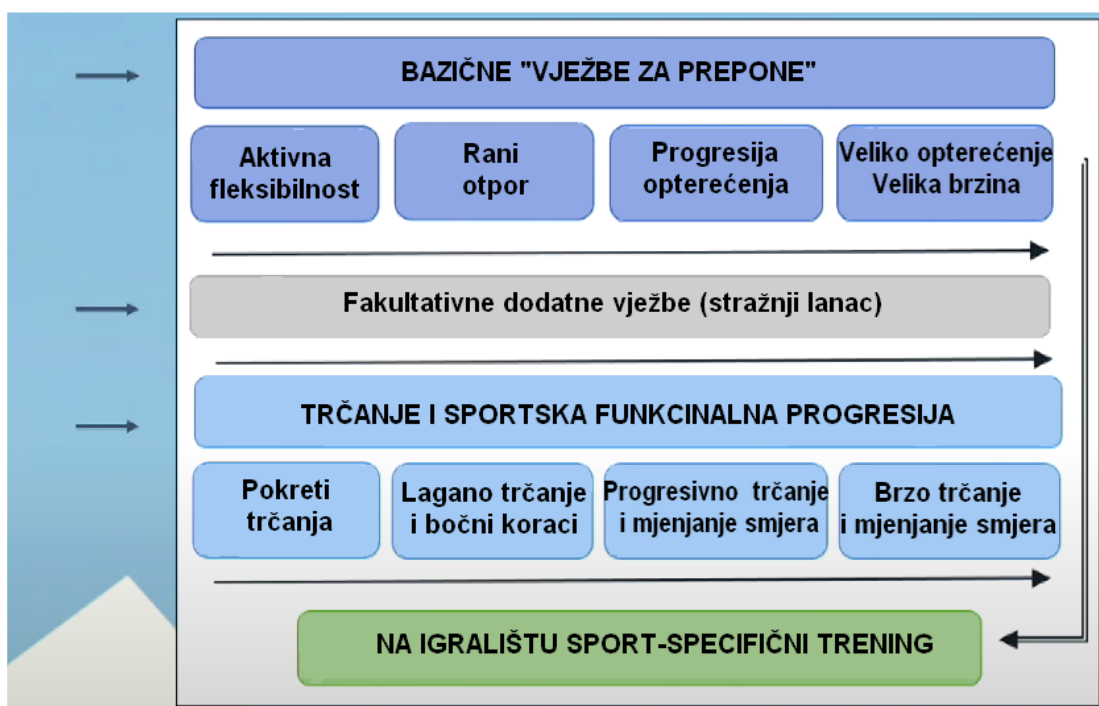 BAZIČNE "VJEŽBE ZA PREPONE"
Aktivna
fleksibilnost
Rani
otpor
Progresija
opterećenja
Veliko opterećenje
Velika brzina
Fakultativne dodatne vježbe (stražnji lanac)
TRČANJE I SPORTSKA FUNKCINALNA PROGRESIJA
Pokreti
trčanja
Lagano trčanje
i bočni koraci
Progresivno trčanje
i mjenjanje smjera
Brzo trčanje
i mjenjanje smjera
NA IGRALIŠTU SPORT-SPECIFIČNI TRENING